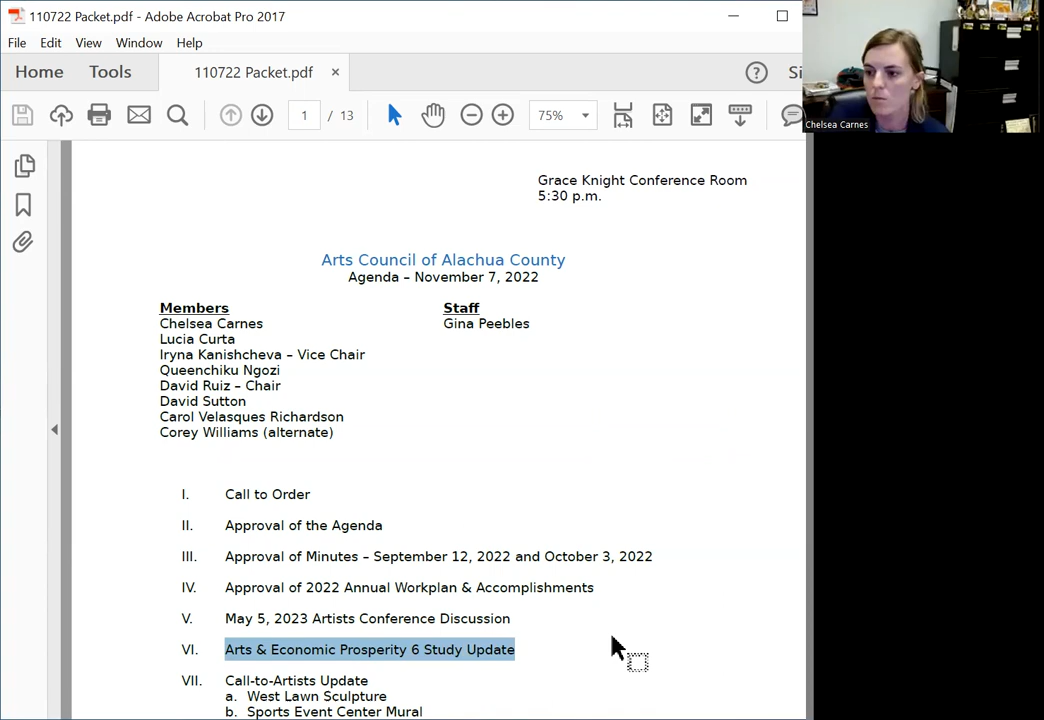 110722 Packet.pdf - Adobe Acrobat Pro 2017
File Edit View Window Help
Home Tools 110722 Packet.pdf × ? Si
1 / 13 75%
Chelsea Carnes
Grace Knight Conference Room
5:30 p.m.
Arts Council of Alachua County
Agenda – November 7, 2022
Members Staff
Chelsea Carnes Gina Peebles
Lucia Curta
Iryna Kanishcheva – Vice Chair
Queenchiku Ngozi
David Ruiz – Chair
David Sutton
Carol Velasques Richardson
Corey Williams (alternate)
I. Call to Order
II. Approval of the Agenda
III. Approval of Minutes – September 12, 2022 and October 3, 2022
IV. Approval of 2022 Annual Workplan & Accomplishments
V. May 5, 2023 Artists Conference Discussion
VI. Arts & Economic Prosperity 6 Study Update
VII. Call-to-Artists Update
a. West Lawn Sculpture
b. Sports Event Center Mural